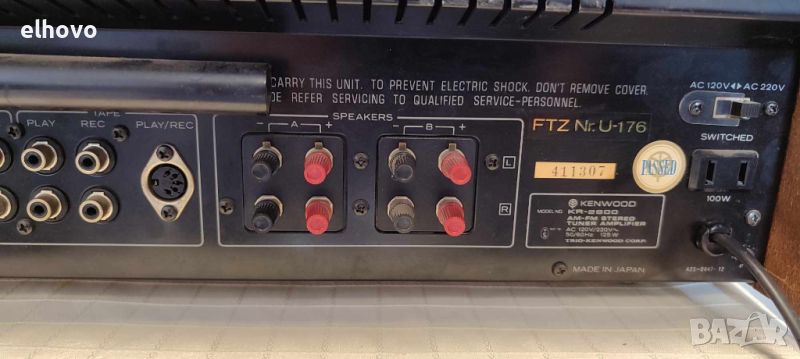 elhovo
CARRY THIS UNIT. TO PREVENT ELECTRIC SHOCK. DON'T REMOVE COVER.
REFER SERVICING TO QUALIFIED SERVICE-PERSONNEL.
TAPE
PLAY
REC
PLAY/REC
SPEAKERS
- A +
- B +
L
R
FTZ Nr. U-176
411307
PASSED
AC 120V
AC 220V
SWITCHED
100W
KENWOOD
MODEL NO. KR-2600
AM-FM STEREO
TUNER AMPLIFIER
AC 120V/220V~
50/60Hz 125W
TRIO-KENWOOD CORP.
MADE IN JAPAN
BAZAR